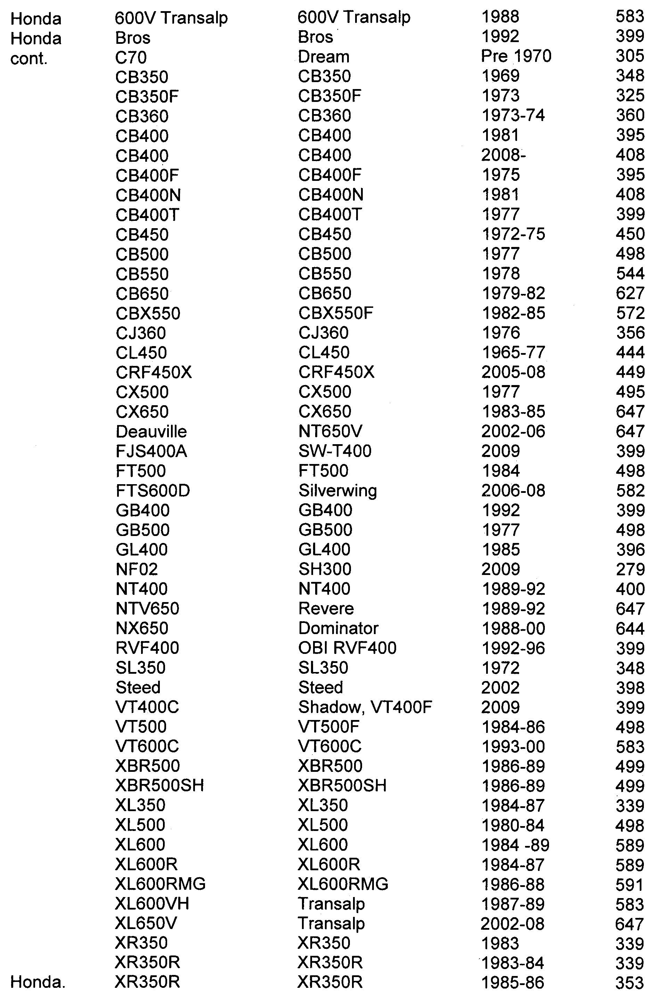 Honda 600V Transalp 600V Transalp 1988 583
Honda Bros Bros 1992 399
cont. C70 Dream Pre 1970 305
CB350 CB350 1969 348
CB350F CB350F 1973 325
CB360 CB360 1973-74 360
CB400 CB400 1981 395
CB400 CB400 2008- 408
CB400F CB400F 1975 395
CB400N CB400N 1981 408
CB400T CB400T 1977 399
CB450 CB450 1972-75 450
CB500 CB500 1977 498
CB550 CB550 1978 544
CB650 CB650 1979-82 627
CBX550 CBX550F 1982-85 572
CJ360 CJ360 1976 356
CL450 CL450 1965-77 444
CRF450X CRF450X 2005-08 449
CX500 CX500 1977 495
CX650 CX650 1983-85 647
Deauville NT650V 2002-06 647
FJS400A SW-T400 2009 399
FT500 FT500 1984 498
FTS600D Silverwing 2006-08 582
GB400 GB400 1992 399
GB500 GB500 1977 498
GL400 GL400 1985 396
NF02 SH300 2009 279
NT400 NT400 1989-92 400
NTV650 Revere 1989-92 647
NX650 Dominator 1988-00 644
RVF400 OBI RVF400 1992-96 399
SL350 SL350 1972 348
Steed Steed 2002 398
VT400C Shadow, VT400F 2009 399
VT500 VT500F 1984-86 498
VT600C VT600C 1993-00 583
XBR500 XBR500 1986-89 499
XBR500SH XBR500SH 1986-89 499
XL350 XL350 1984-87 339
XL500 XL500 1980-84 498
XL600 XL600 1984 -89 589
XL600R XL600R 1984-87 589
XL600RMG XL600RMG 1986-88 591
XL600VH Transalp 1987-89 583
XL650V Transalp 2002-08 647
XR350 XR350 1983 339
XR350R XR350R 1983-84 339
Honda. XR350R XR350R 1985-86 353